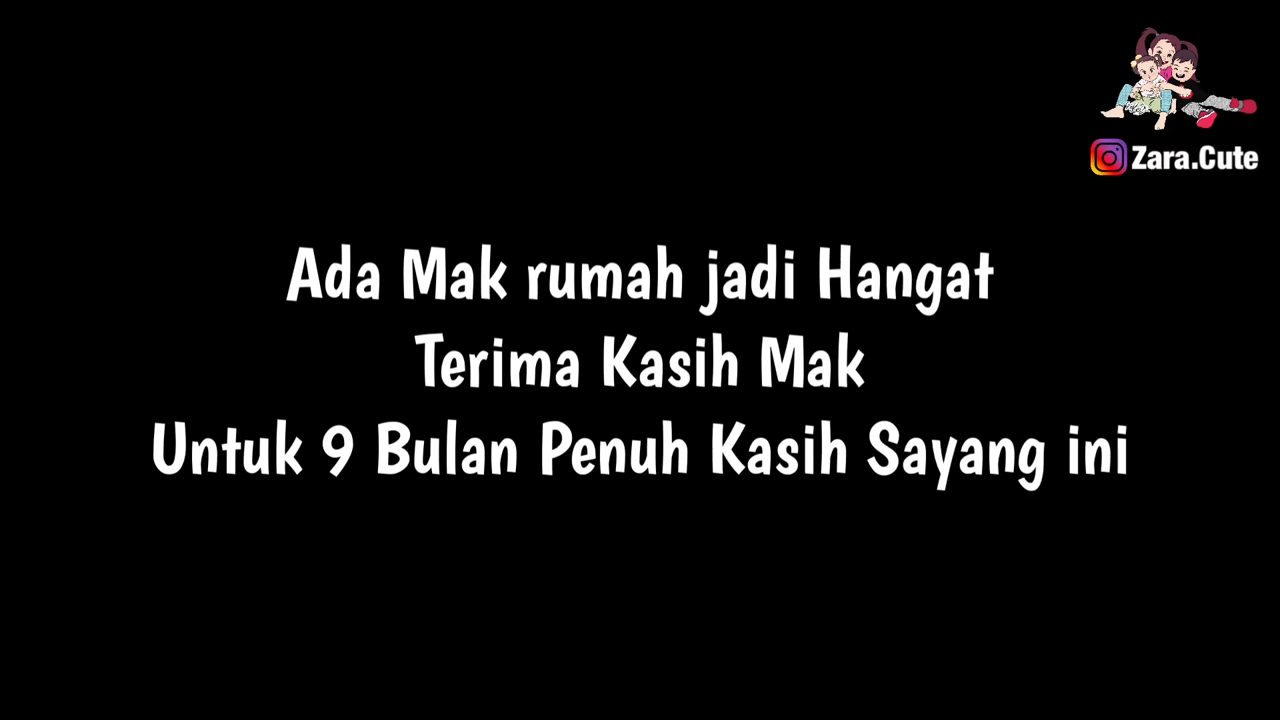 Zara.Cute
Ada Mak rumah jadi Hangat
Terima Kasih Mak
Untuk 9 Bulan Penuh Kasih Sayang ini